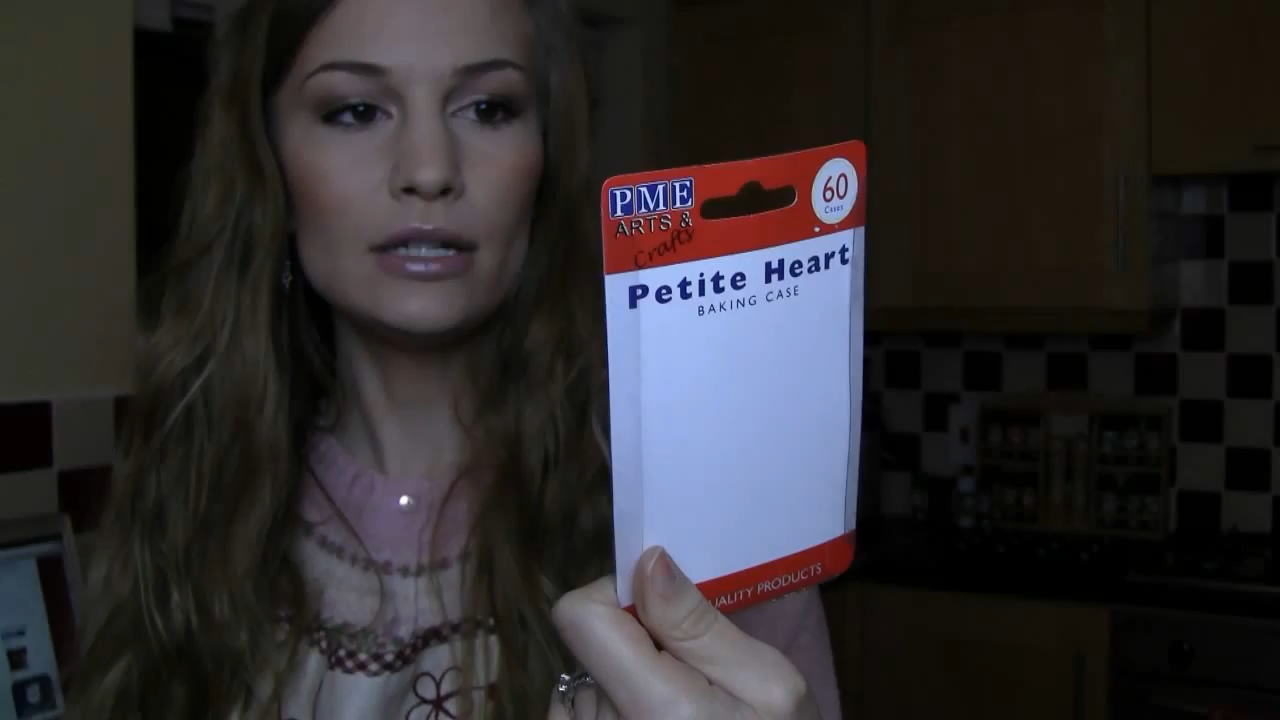 PME
ARTS &
Crafts
60
Cases
Petite Heart
BAKING CASE
UALITY PRODUCTS